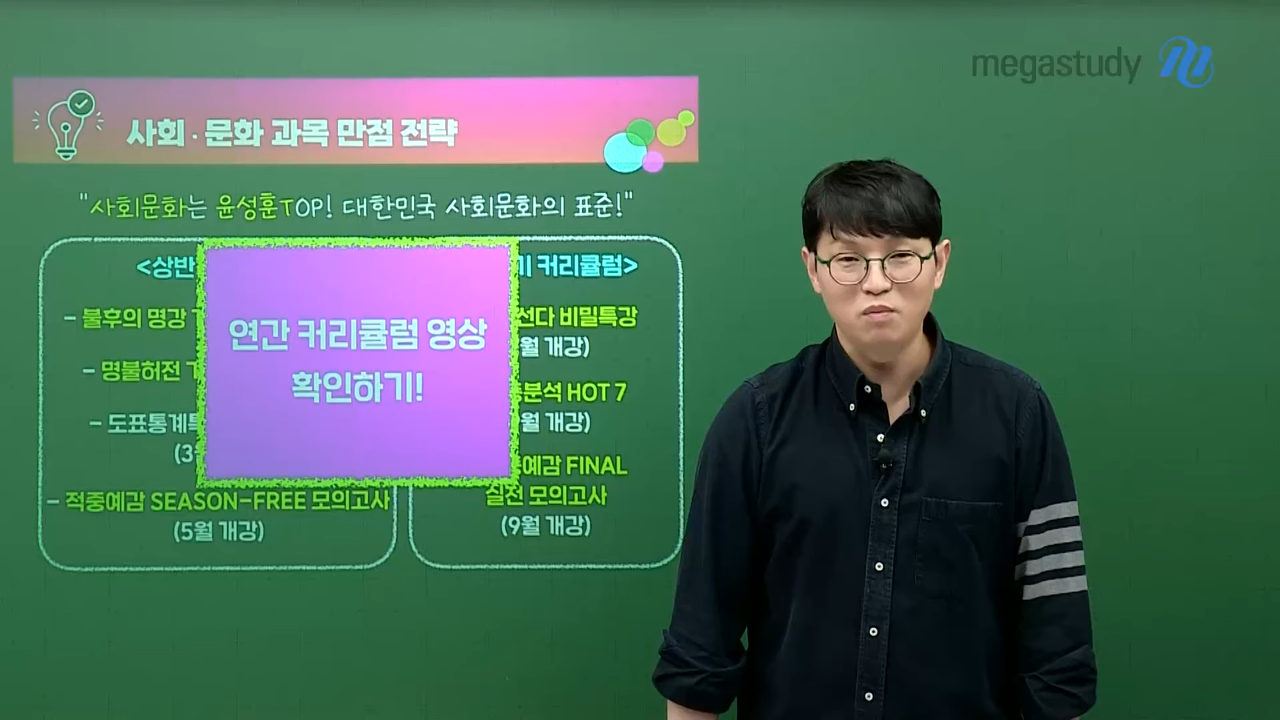 megastudy
사회·문화 과목 만점 전략
"사회문화는 윤성훈TOP! 대한민국 사회문화의 표준!"
<상반
- 불후의 명강
- 명불허전
- 도표통계특
(3
- 적중예감 SEASON-FREE 모의고사
(5월 개강)
연간 커리큘럼 영상
확인하기!
기 커리큘럼>
선다 비밀특강
월 개강)
분석 HOT 7
월 개강)
예감 FINAL
실전 모의고사
(9월 개강)